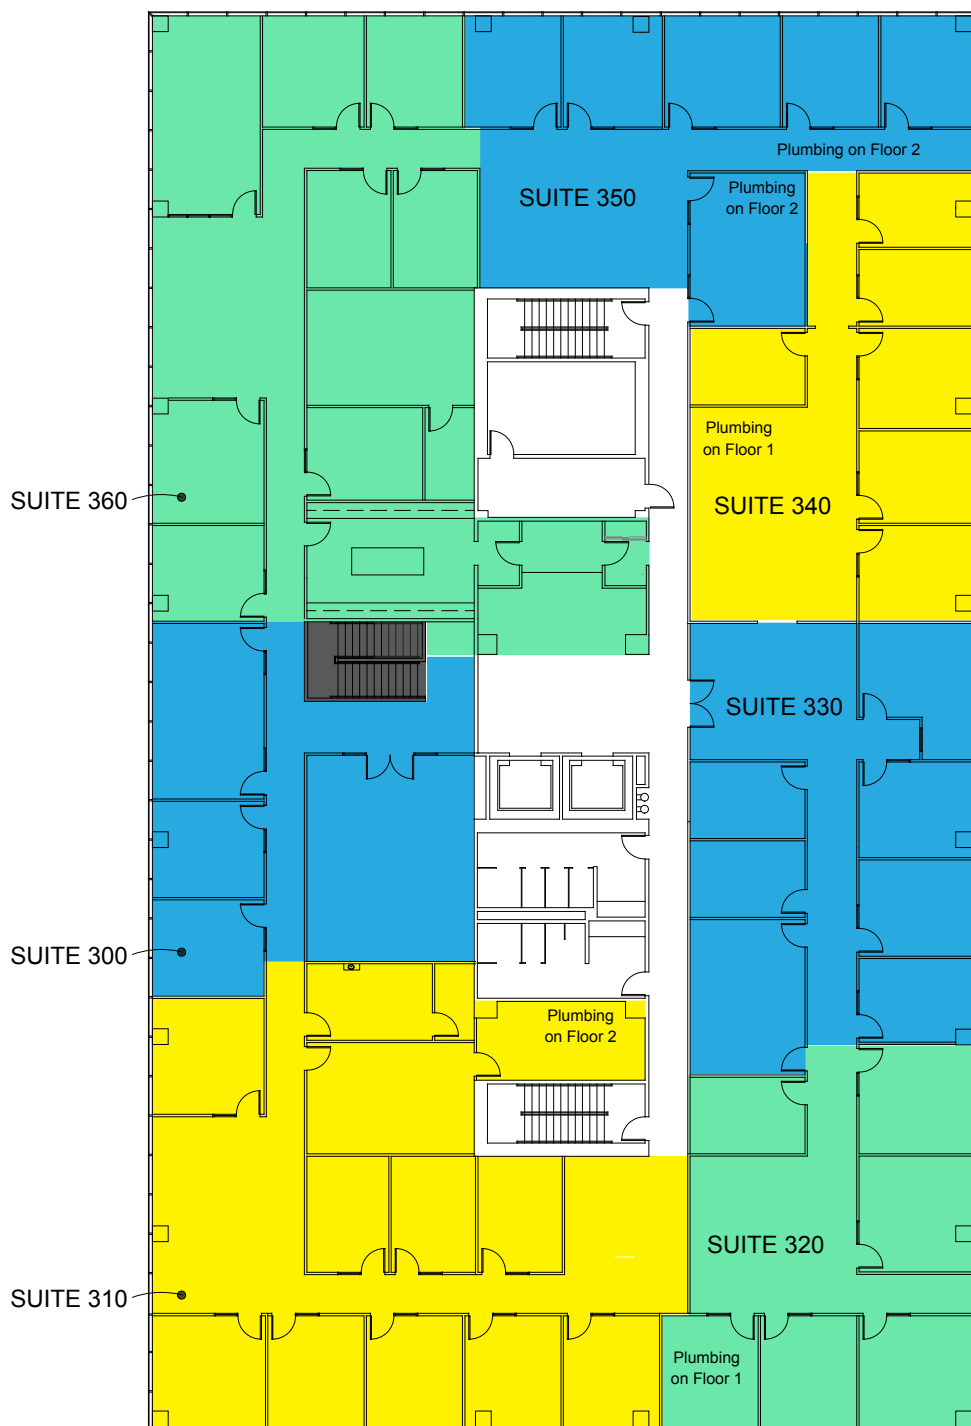 Plumbing on Floor 2
SUITE 350
Plumbing
on Floor 2
Plumbing
on Floor 1
SUITE 360
SUITE 340
SUITE 330
SUITE 300
Plumbing
on Floor 2
SUITE 320
SUITE 310
Plumbing
on Floor 1